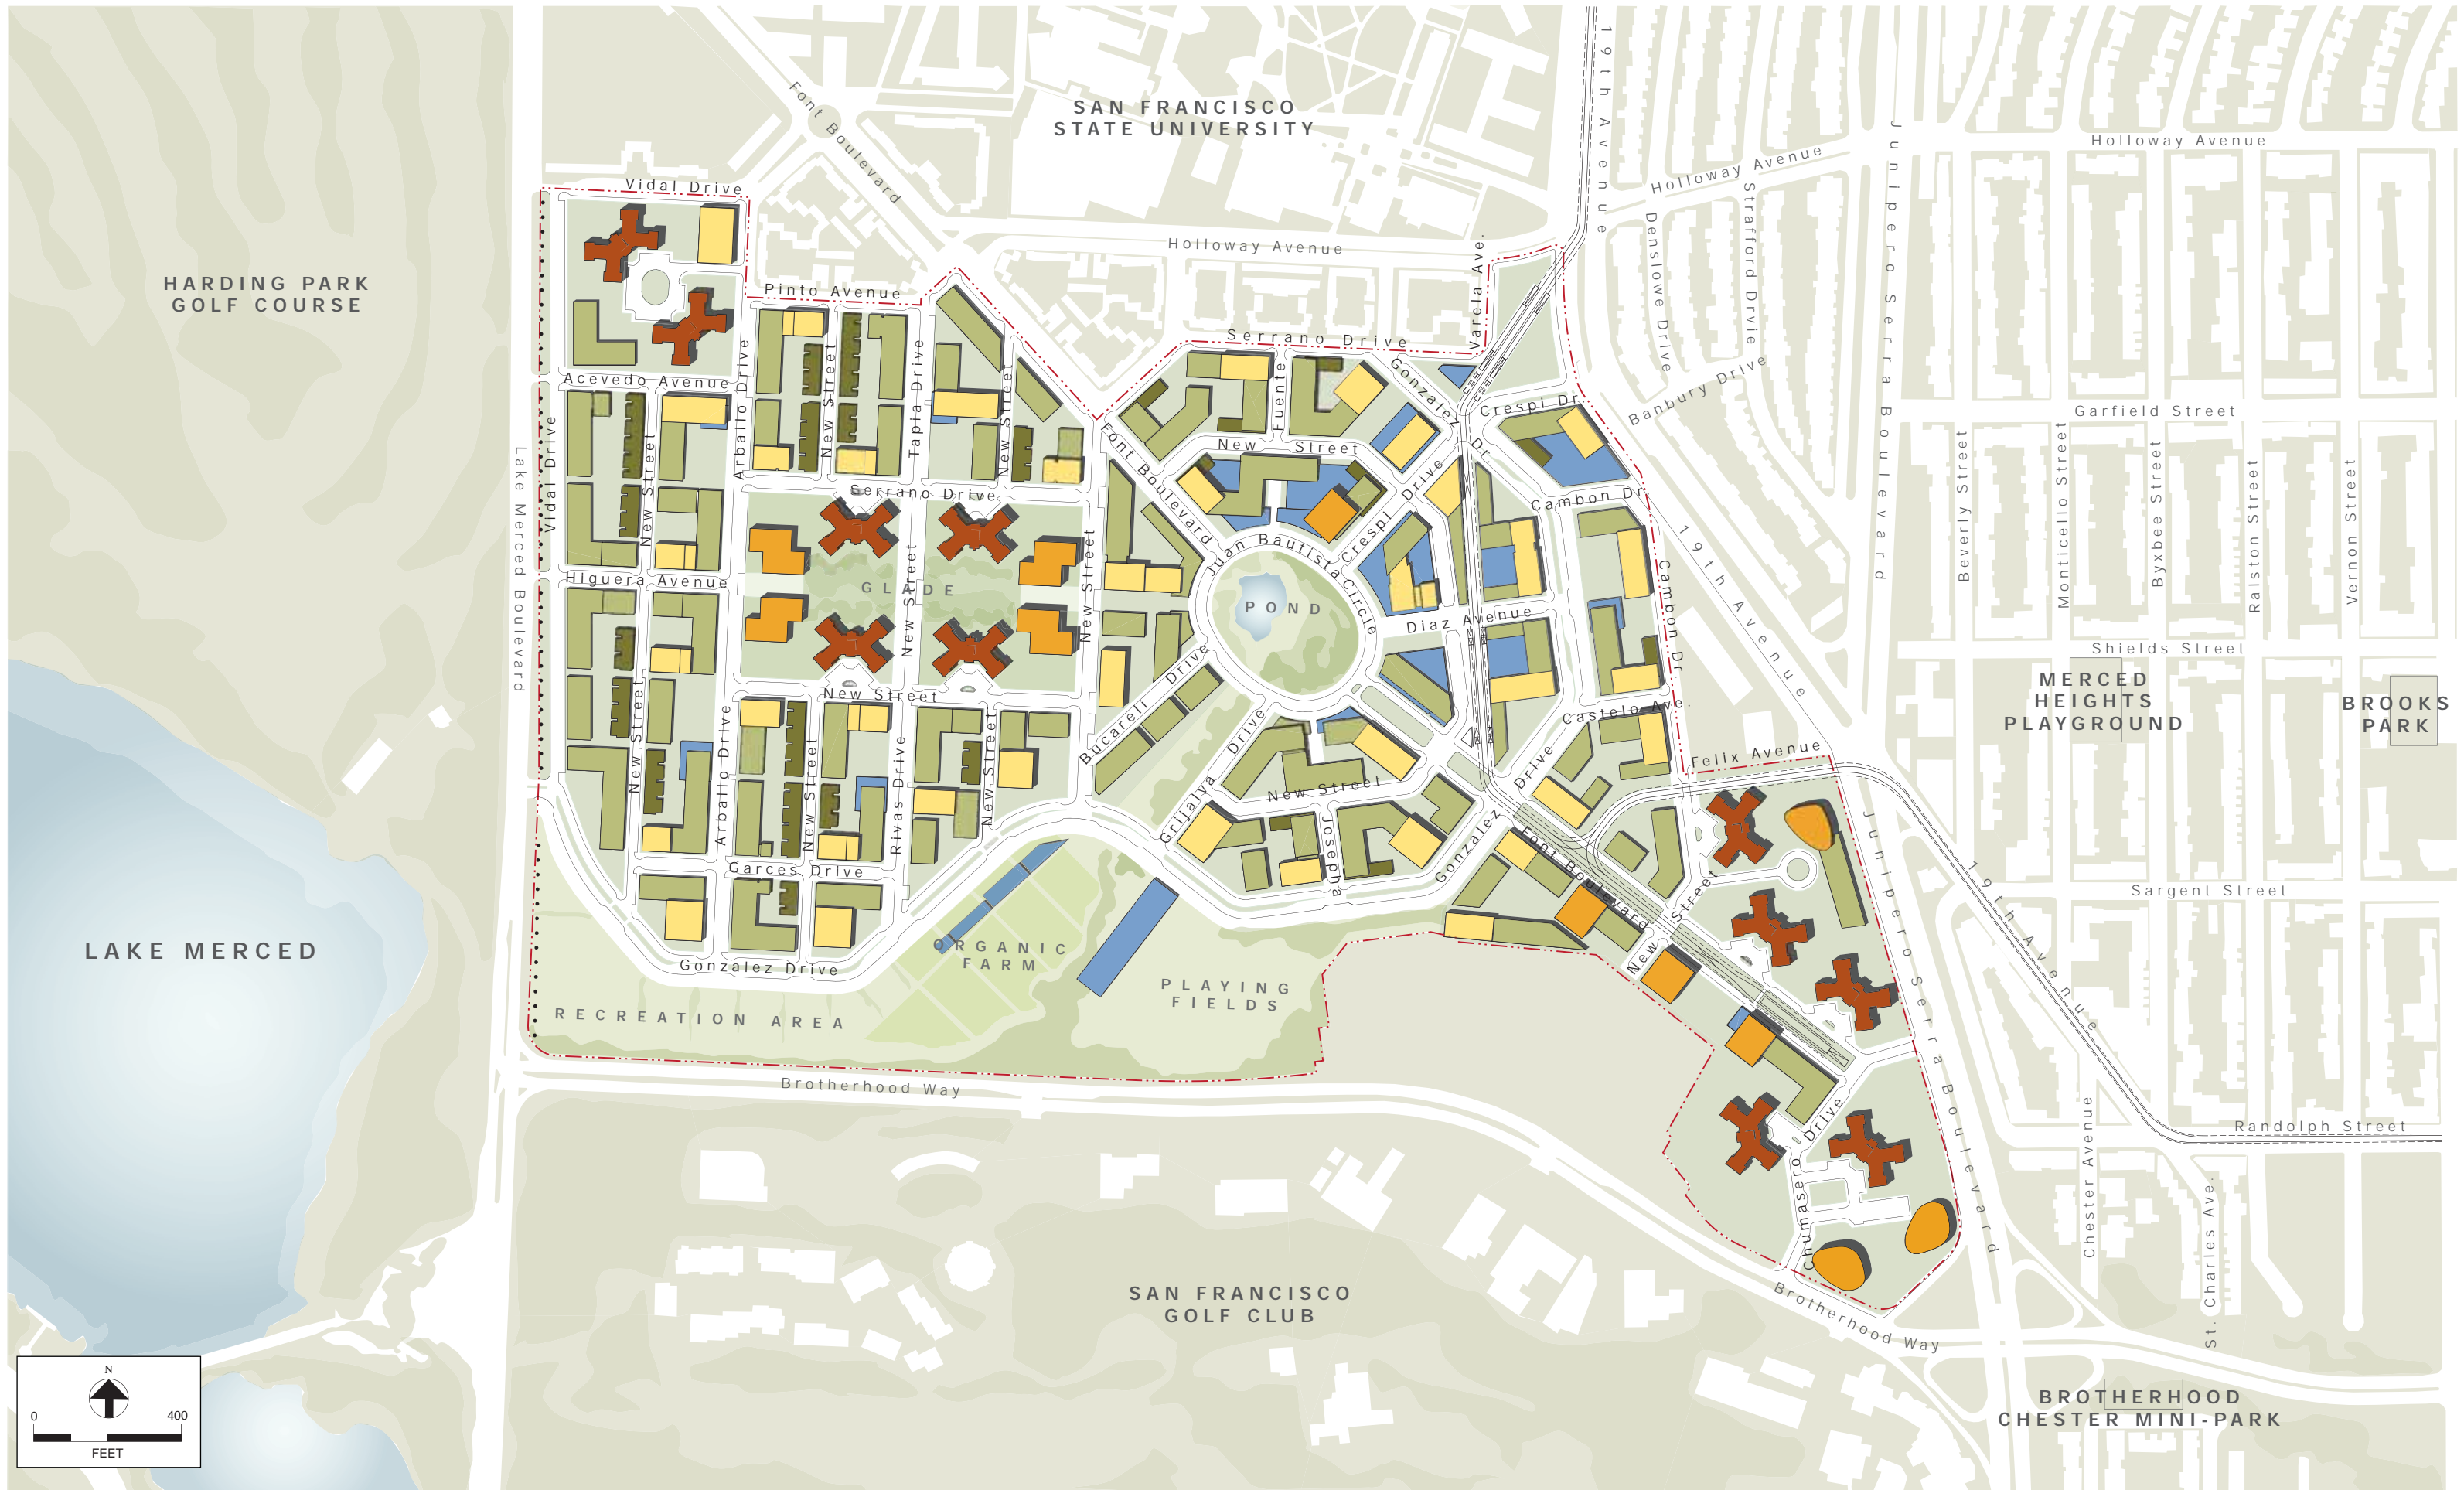 SAN FRANCISCO
STATE UNIVERSITY
Font Boulevard
19th Avenue
Holloway Avenue
Holloway Avenue
Holloway Avenue
Junipero Serra Boulevard
Strafford Drvie
Denslowe Drive
Banbury Drive
Vidal Drive
HARDING PARK
GOLF COURSE
Pinto Avenue
Serrano Drive
Varela Ave.
Acevedo Avenue
Arballo Drive
New Street
Tapia Drive
New Street
Fuente
Gonzalez Dr.
Crespi Dr.
Garfield Street
Lake Merced Boulevard
Vidal Drive
New Street
Font Boulevard
New Street
Crespi Drive
Cambon Dr.
Beverly Street
Monticello Street
Byxbee Street
Ralston Street
Vernon Street
Serrano Drive
Juan Bautista Circle
19th Avenue
Higuera Avenue
GLADE
New Street
New Street
POND
Diaz Avenue
Cambon Dr.
Shields Street
MERCED
HEIGHTS
PLAYGROUND
BROOKS
PARK
New Street
New Street
Arballo Drive
New Street
Rivas Drive
New Street
Bucarell Drive
Grijalva Drive
New Street
Josepha
Gonzalez Drive
Castelo Ave.
Felix Avenue
Font Boulevard
New Street
Junipero Serra Boulevard
19th Avenue
Sargent Street
Garces Drive
LAKE MERCED
ORGANIC
FARM
Gonzalez Drive
PLAYING
FIELDS
RECREATION AREA
Brotherhood Way
Chumasero Drive
Chester Avenue
Randolph Street
St. Charles Ave.
SAN FRANCISCO
GOLF CLUB
Brotherhood Way
BROTHERHOOD
CHESTER MINI-PARK
N
0 400
FEET